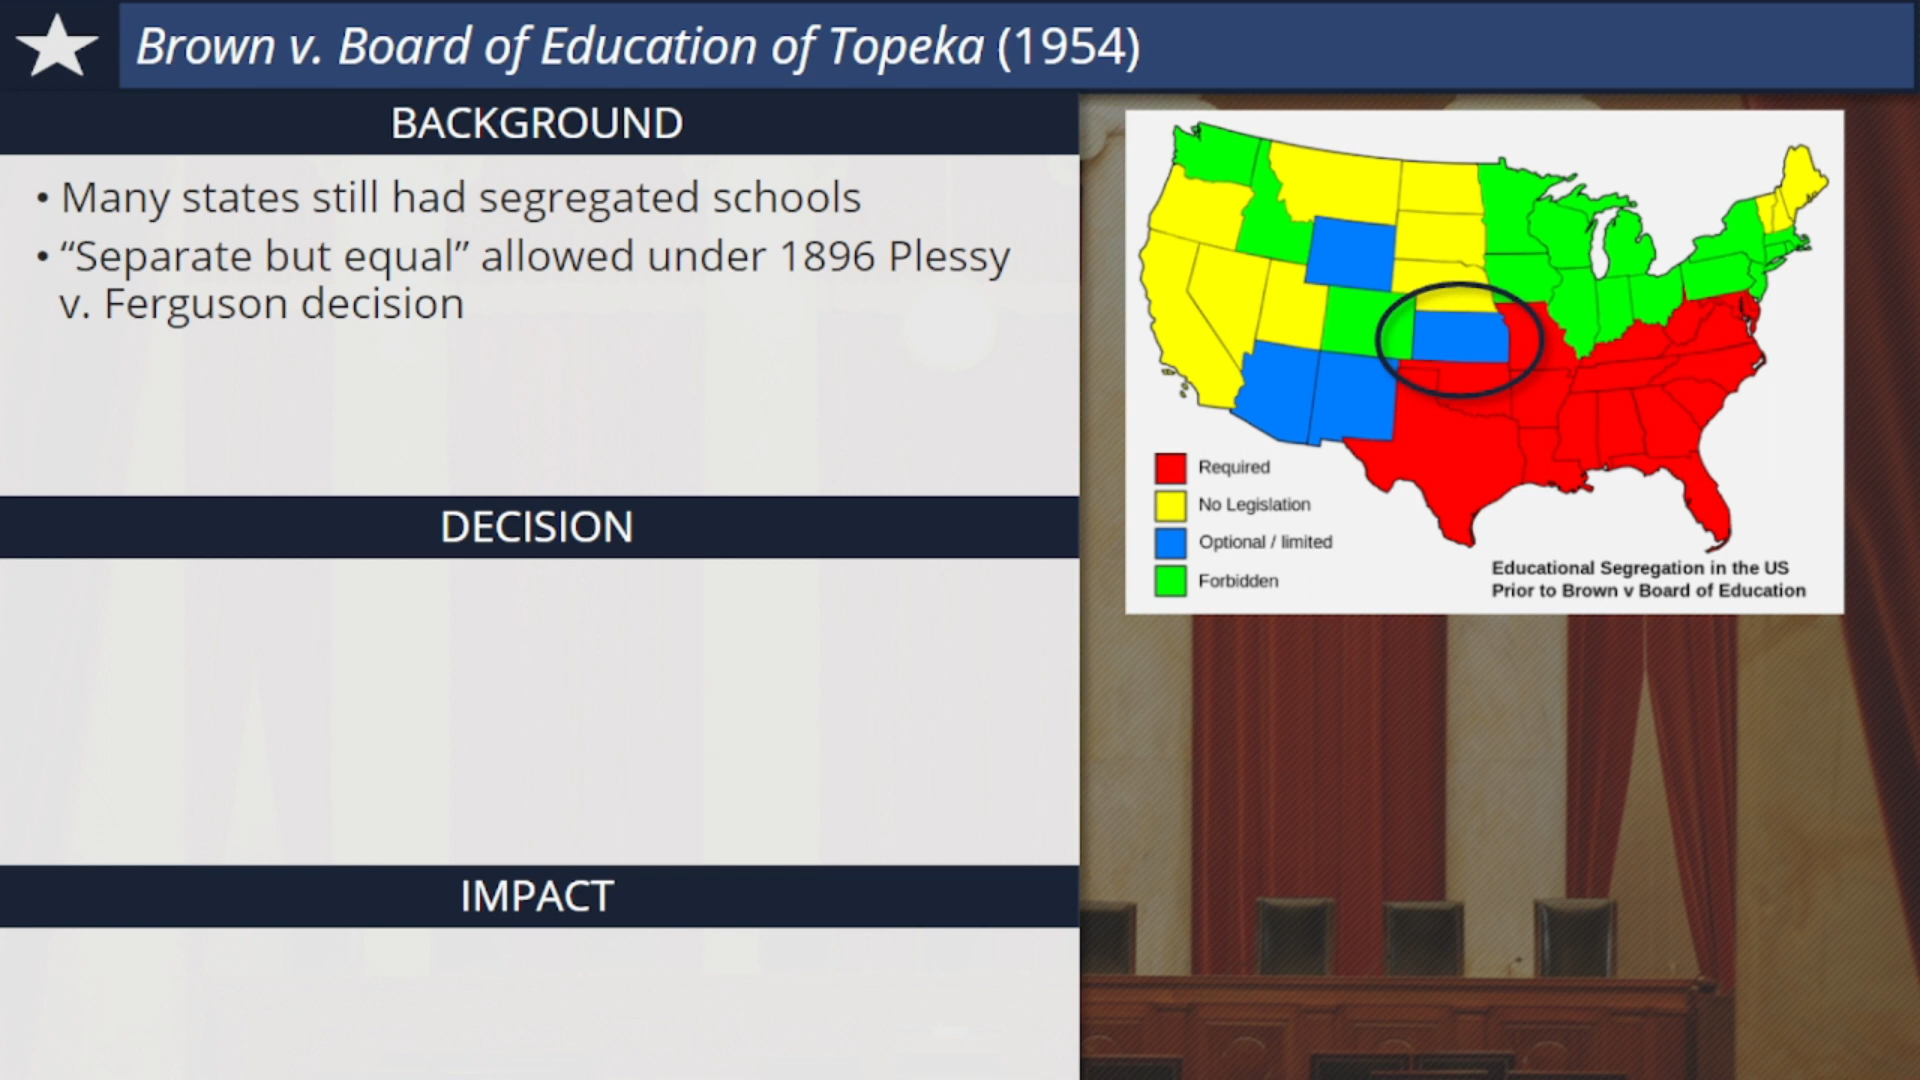 Brown v. Board of Education of Topeka (1954)
BACKGROUND
• Many states still had segregated schools
• “Separate but equal” allowed under 1896 Plessy
v. Ferguson decision
DECISION
IMPACT
Required
No Legislation
Optional / limited
Forbidden
Educational Segregation in the US
Prior to Brown v Board of Education